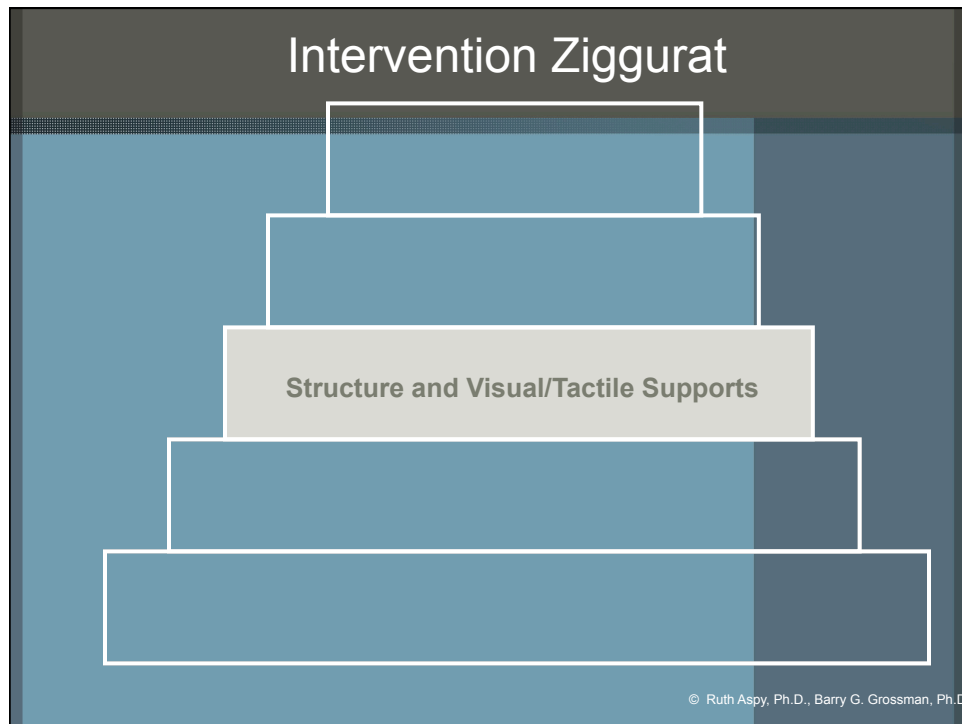 Intervention Ziggurat
Structure and Visual/Tactile Supports
© Ruth Aspy, Ph.D., Barry G. Grossman, Ph.D